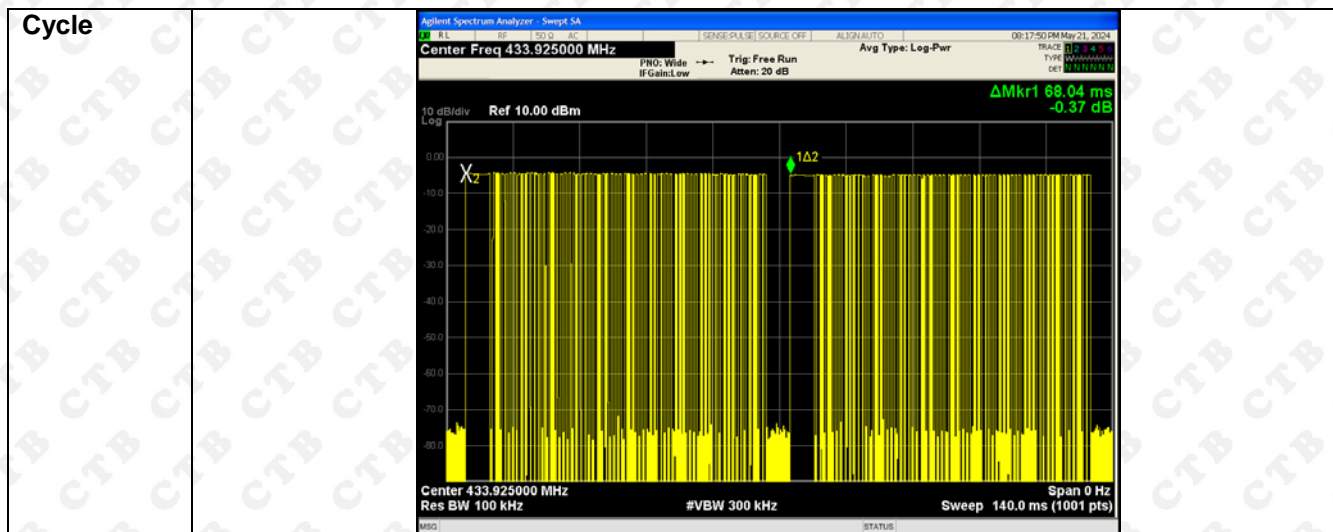 Cycle
Agilent Spectrum Analyzer - Swept SA
RL RF 50 Ω AC SENSE:PULSE SOURCE OFF ALIGN AUTO 08:17:50 PM May 21, 2024
Center Freq 433.925000 MHz
PNO: Wide
IFGain:Low
Trig: Free Run
Atten: 20 dB
Avg Type: Log-Pwr
TRACE 1 2 3 4 5 6
TYPE
DET N N N N N N
ΔMkr1 68.04 ms
-0.37 dB
10 dB/div
Log
Ref 10.00 dBm
0.00
-10.0
-20.0
-30.0
-40.0
-50.0
-60.0
-70.0
-80.0
X2
1Δ2
Center 433.925000 MHz
Span 0 Hz
Res BW 100 kHz
#VBW 300 kHz
Sweep 140.0 ms (1001 pts)
MSG
STATUS
CTB